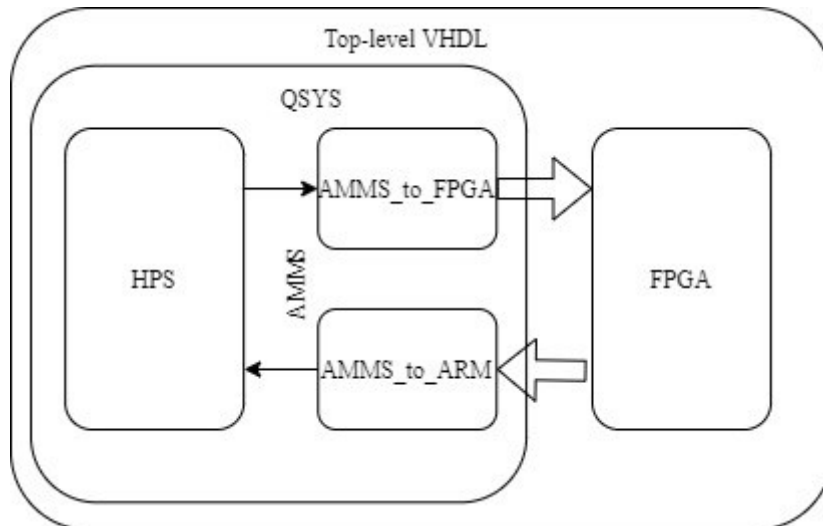 Top-level VHDL
QSYS
AMMS_to_FPGA
HPS
AMMS
FPGA
AMMS_to_ARM